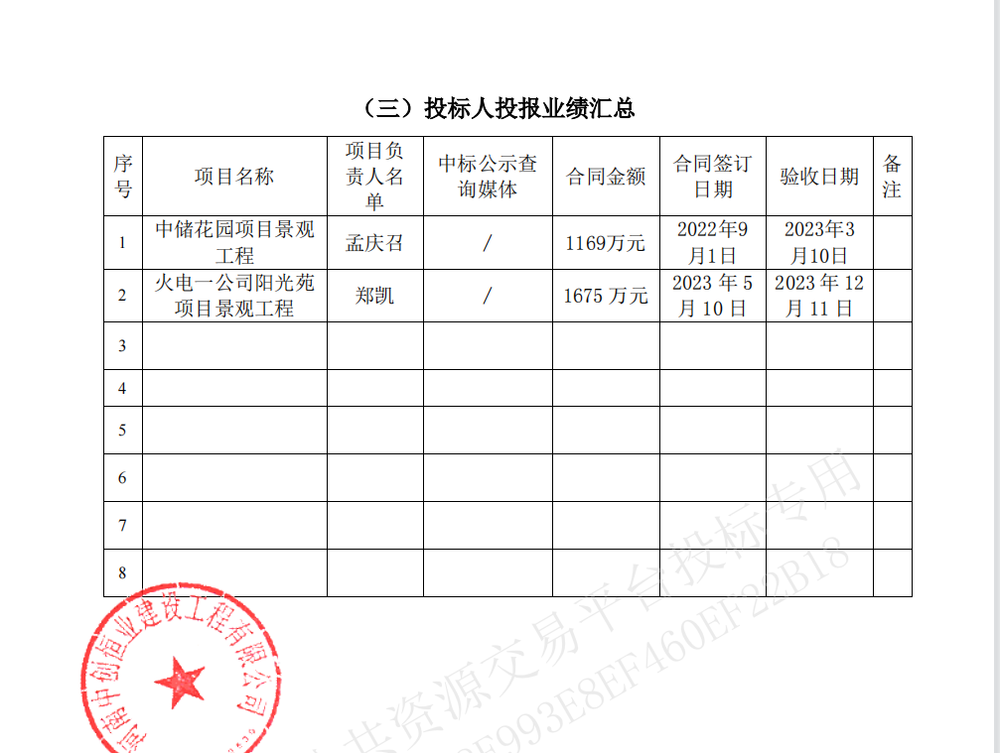 （三）投标人投报业绩汇总
序号 项目名称 项目负责人名单 中标公示查询媒体 合同金额 合同签订日期 验收日期 备注
1 中储花园项目景观工程 孟庆召 / 1169万元 2022年9月1日 2023年3月10日
2 火电一公司阳光苑项目景观工程 郑凯 / 1675 万元 2023 年 5 月 10 日 2023 年 12 月 11 日
3
4
5
6
7
8
河南中创恒业建设工程有限公司
共资源交易平台投标专用
E993E8EF460EF22B18